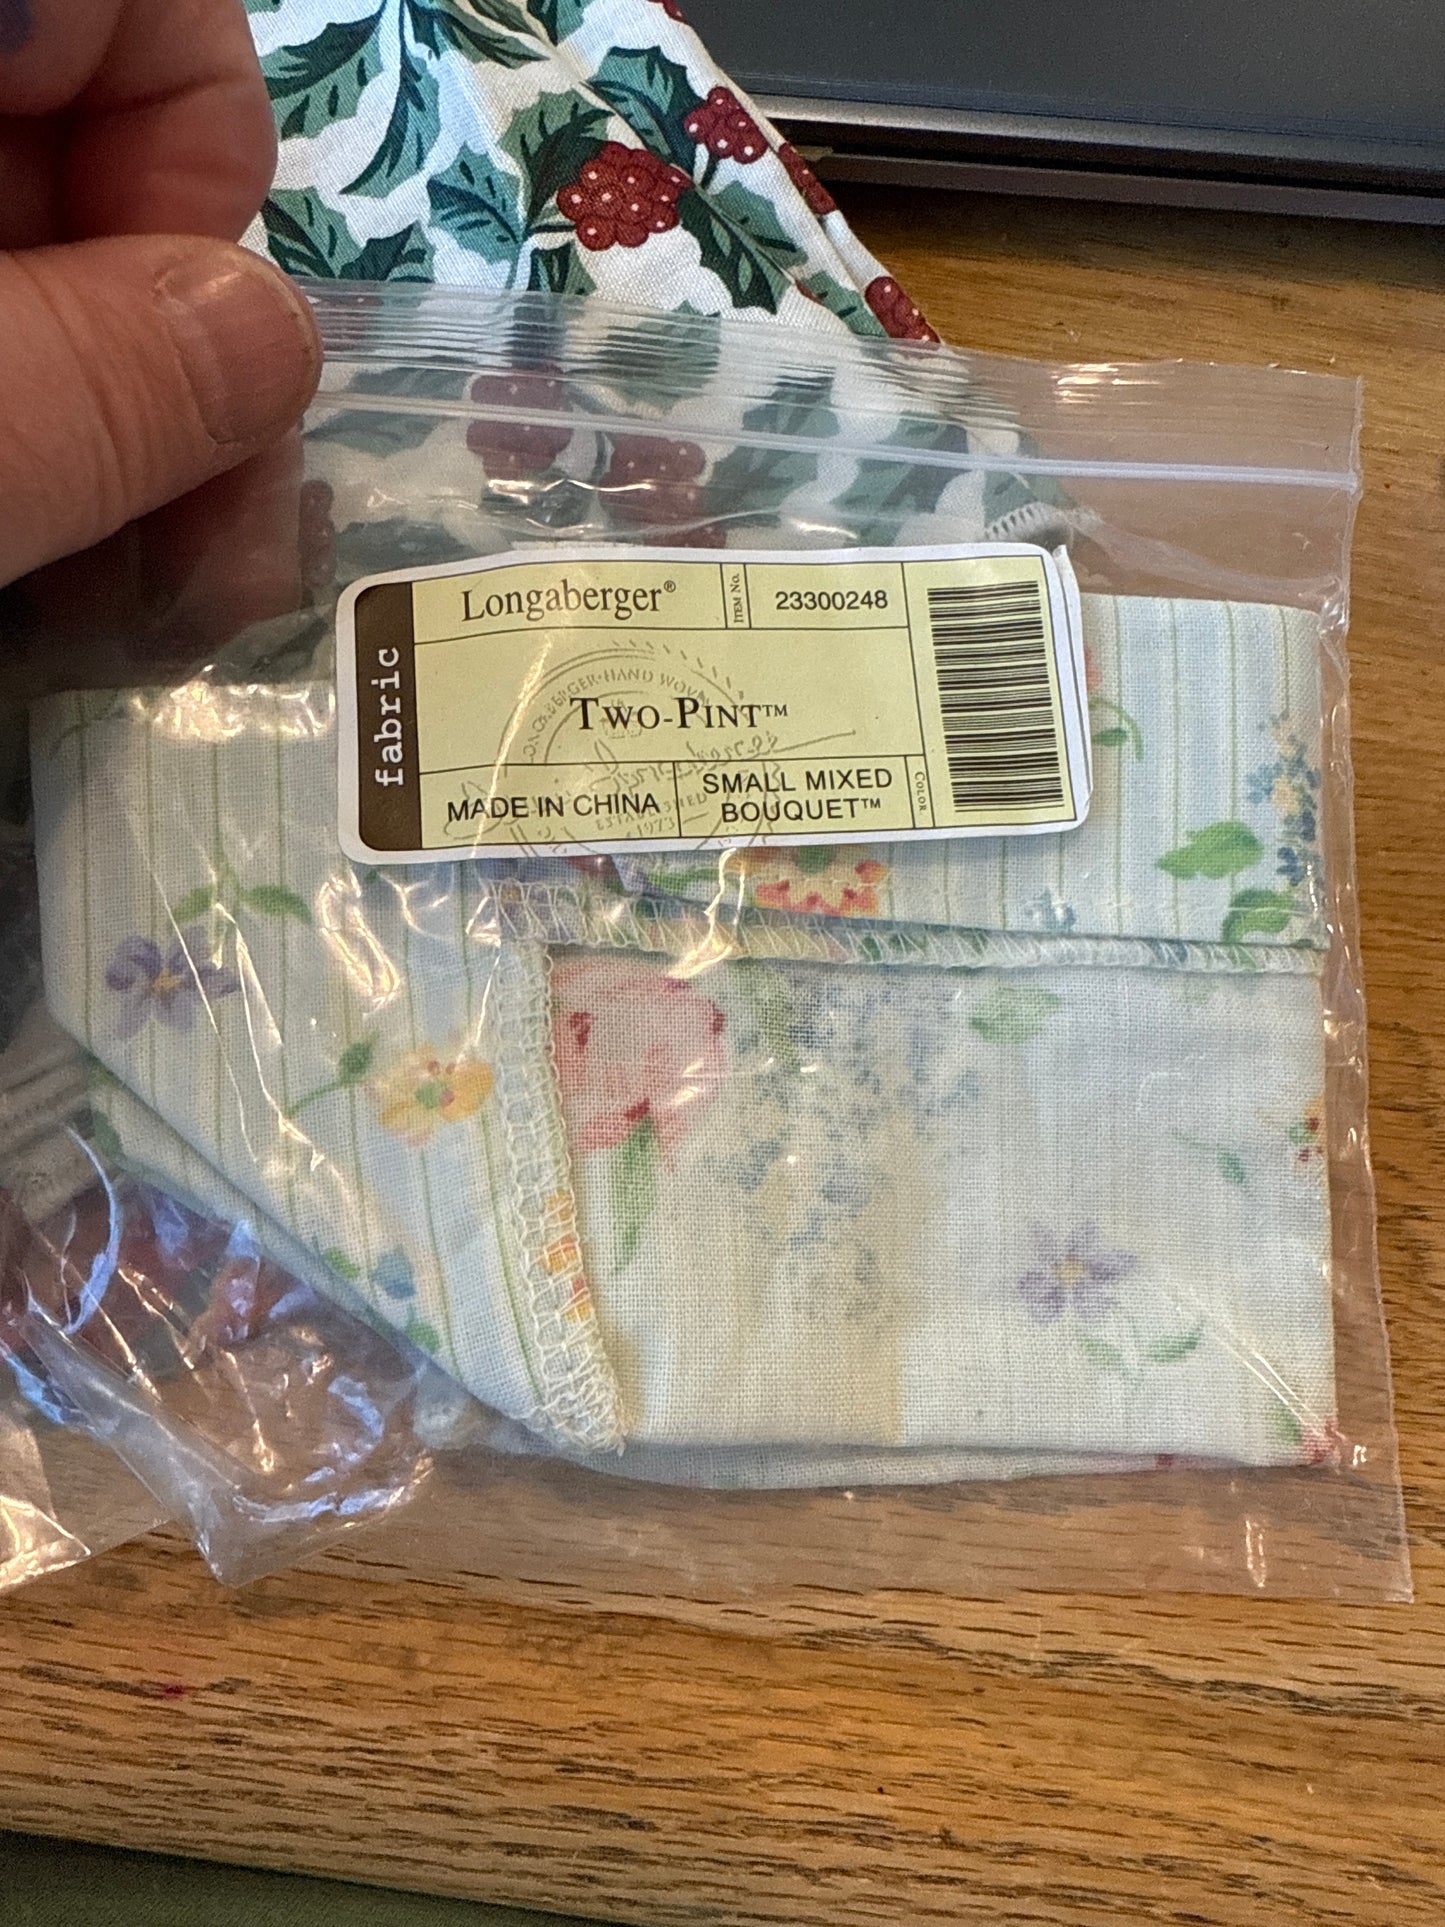 fabric
Longaberger®
ITEM NO.
23300248
TWO-PINT™
MADE IN CHINA
SMALL MIXED
BOUQUET™
COLOR